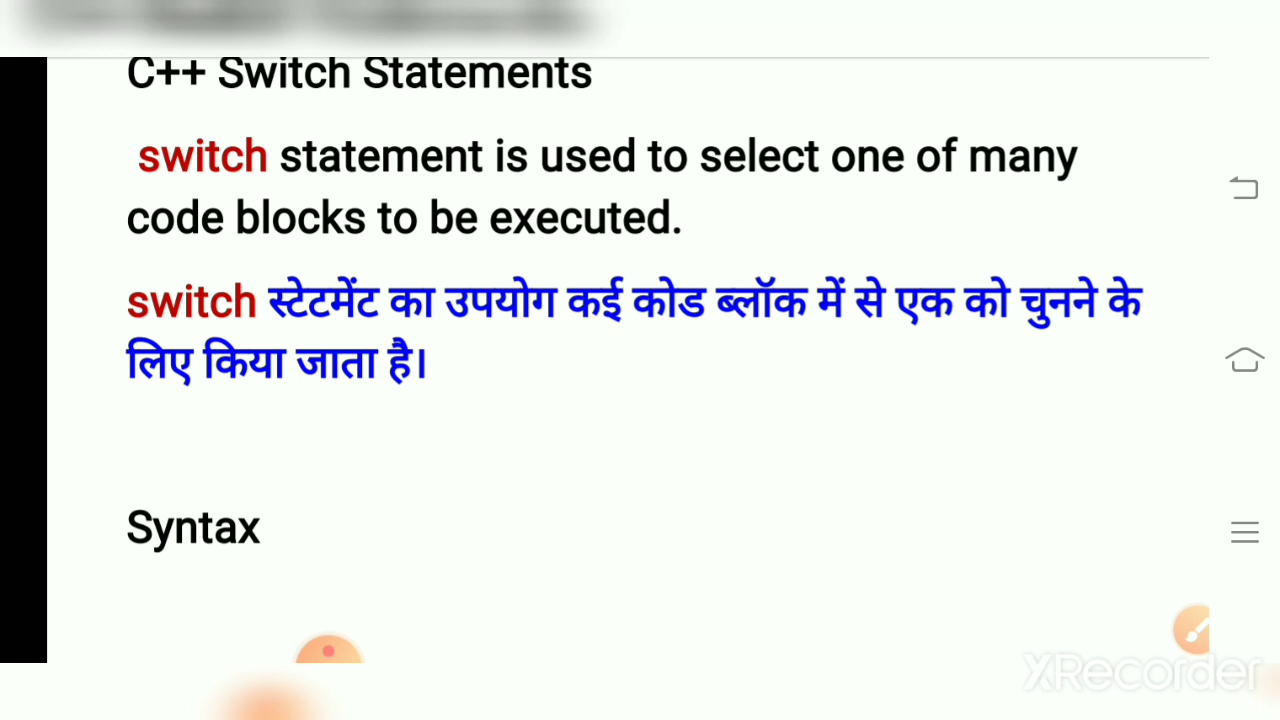 C++ Switch Statements
switch statement is used to select one of many
code blocks to be executed.
switch स्टेटमेंट का उपयोग कई कोड ब्लॉक में से एक को चुनने के
लिए किया जाता है।
Syntax
XRecorder